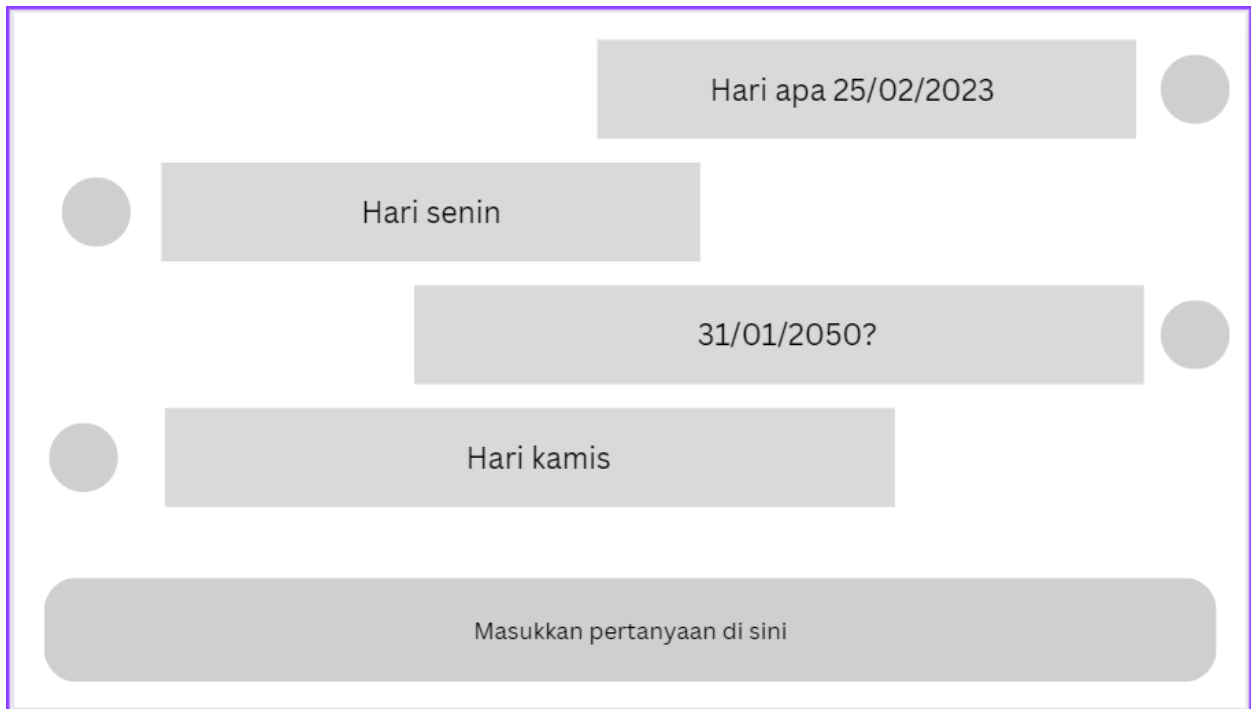 Hari apa 25/02/2023
Hari senin
31/01/2050?
Hari kamis
Masukkan pertanyaan di sini